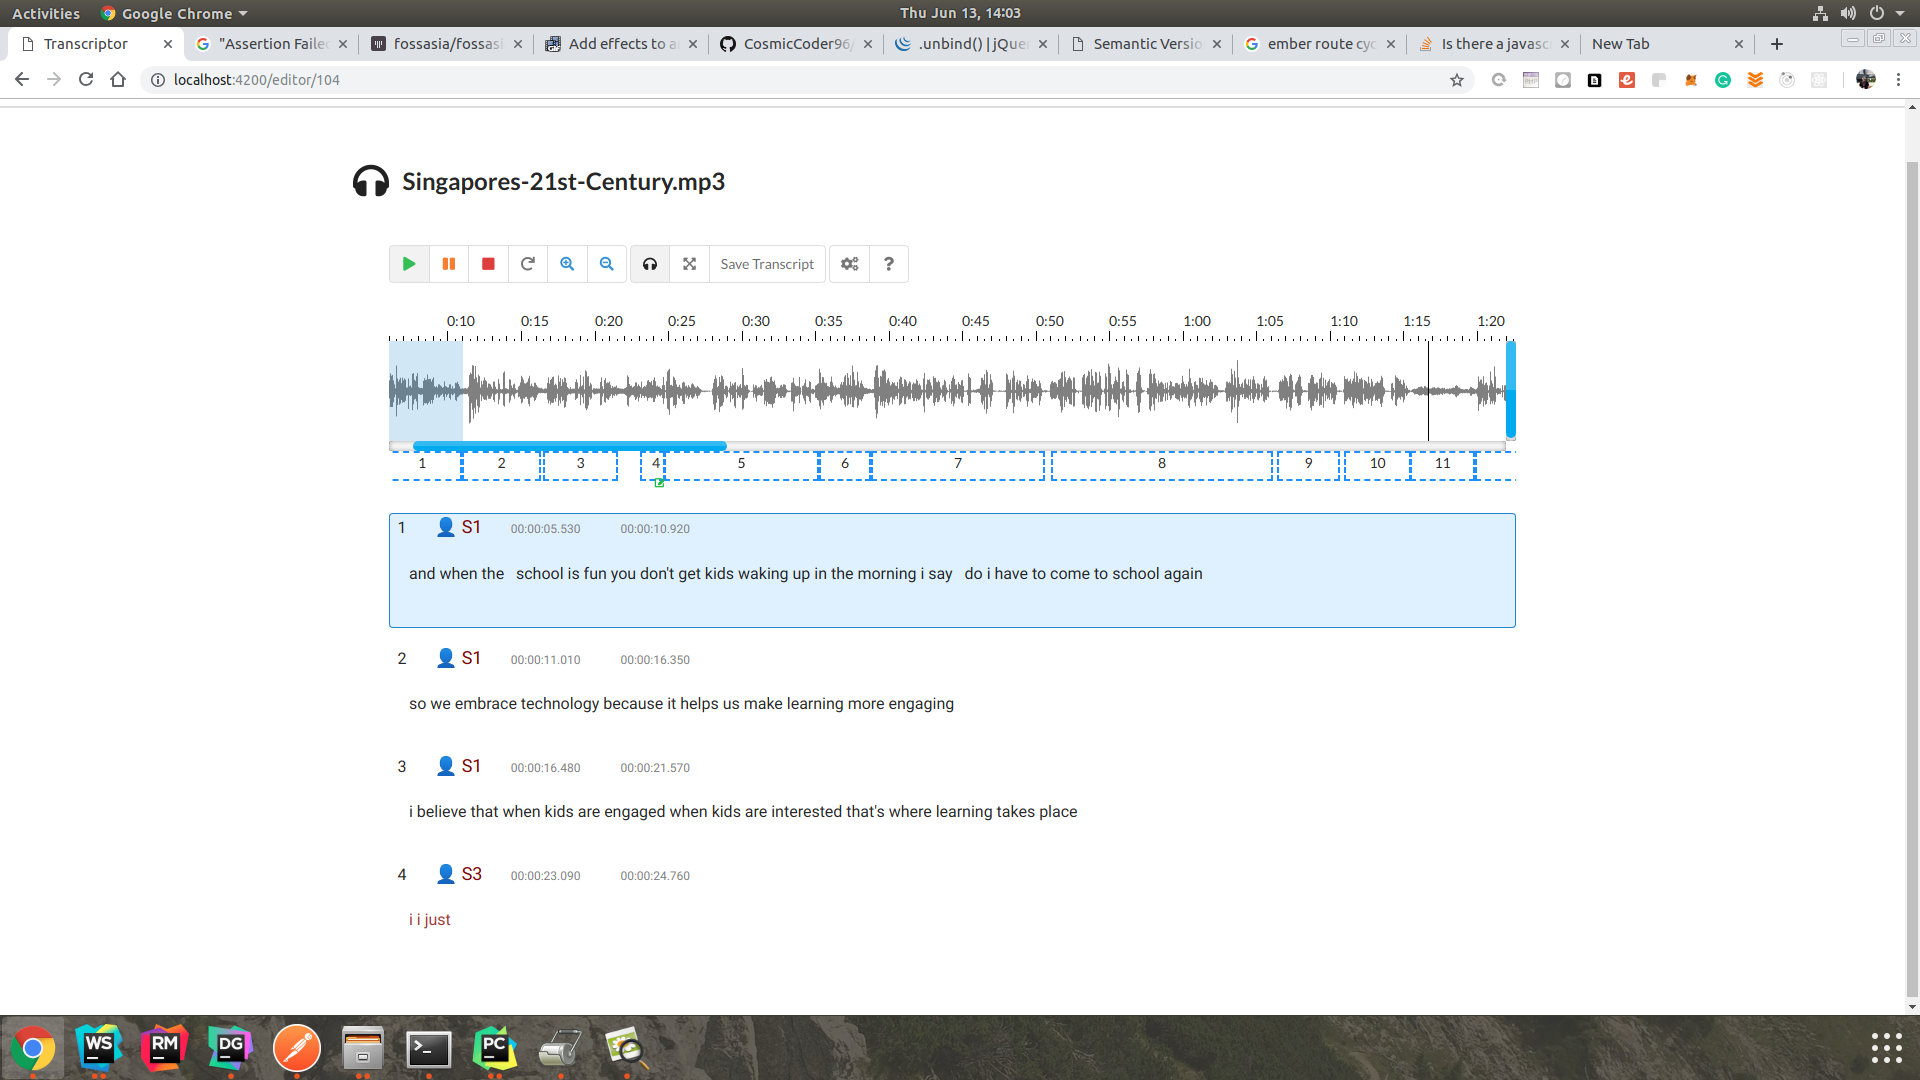 Activities Google Chrome Thu Jun 13, 14:03
Transcriptor "Assertion Failed fossasia/fossasi Add effects to a CosmicCoder96/ .unbind() | jQuer Semantic Versio ember route cyc Is there a javasc New Tab
localhost:4200/editor/104
Singapores-21st-Century.mp3
Save Transcript ?
0:10 0:15 0:20 0:25 0:30 0:35 0:40 0:45 0:50 0:55 1:00 1:05 1:10 1:15 1:20
1 2 3 4 5 6 7 8 9 10 11
1 S1 00:00:05.530 00:00:10.920
and when the school is fun you don't get kids waking up in the morning i say do i have to come to school again
2 S1 00:00:11.010 00:00:16.350
so we embrace technology because it helps us make learning more engaging
3 S1 00:00:16.480 00:00:21.570
i believe that when kids are engaged when kids are interested that's where learning takes place
4 S3 00:00:23.090 00:00:24.760
i i just
WS RM DG >_ PC